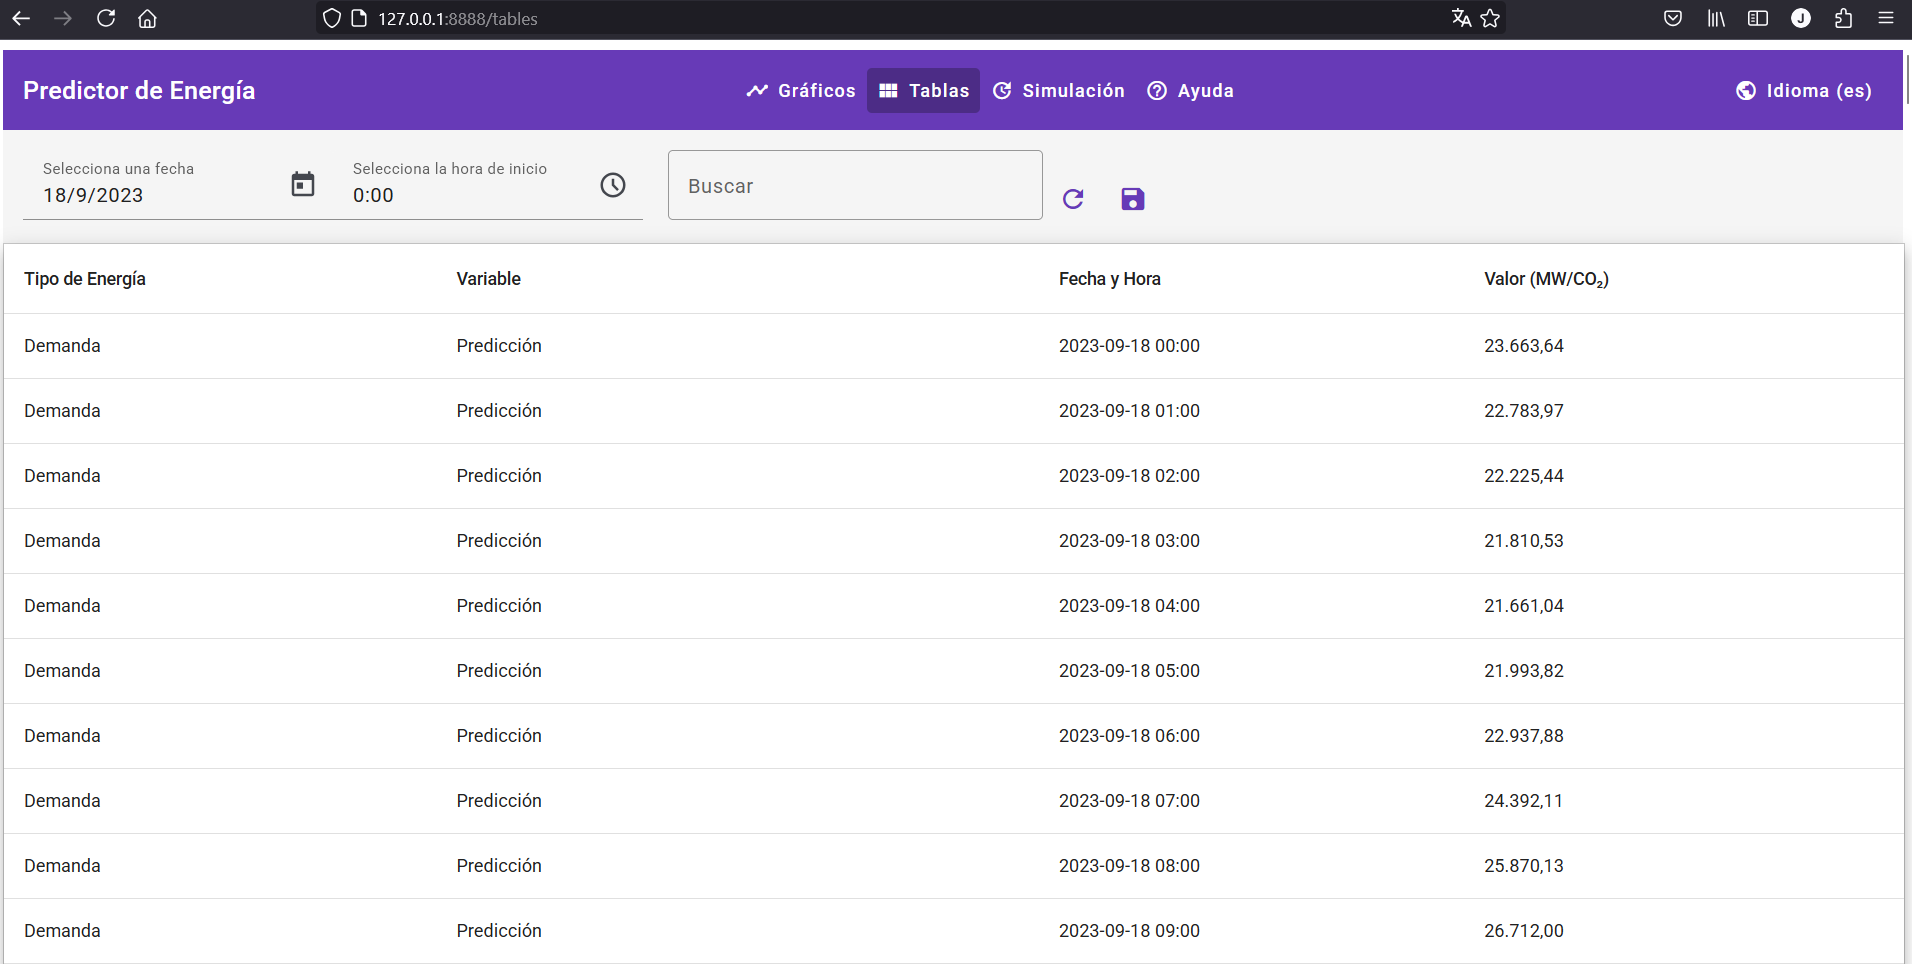 127.0.0.1:8888/tables
J
Predictor de Energía
Gráficos
Tablas
Simulación
Ayuda
Idioma (es)
Selecciona una fecha
18/9/2023
Selecciona la hora de inicio
0:00
Buscar
Tipo de Energía Variable Fecha y Hora Valor (MW/CO₂)
Demanda Predicción 2023-09-18 00:00 23.663,64
Demanda Predicción 2023-09-18 01:00 22.783,97
Demanda Predicción 2023-09-18 02:00 22.225,44
Demanda Predicción 2023-09-18 03:00 21.810,53
Demanda Predicción 2023-09-18 04:00 21.661,04
Demanda Predicción 2023-09-18 05:00 21.993,82
Demanda Predicción 2023-09-18 06:00 22.937,88
Demanda Predicción 2023-09-18 07:00 24.392,11
Demanda Predicción 2023-09-18 08:00 25.870,13
Demanda Predicción 2023-09-18 09:00 26.712,00